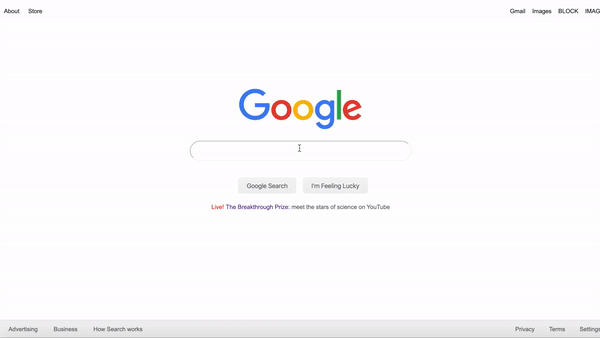 About Store Gmail Images BLOCK IMAG
Google
Google Search I'm Feeling Lucky
Live! The Breakthrough Prize: meet the stars of science on YouTube
Advertising Business How Search works Privacy Terms Settings